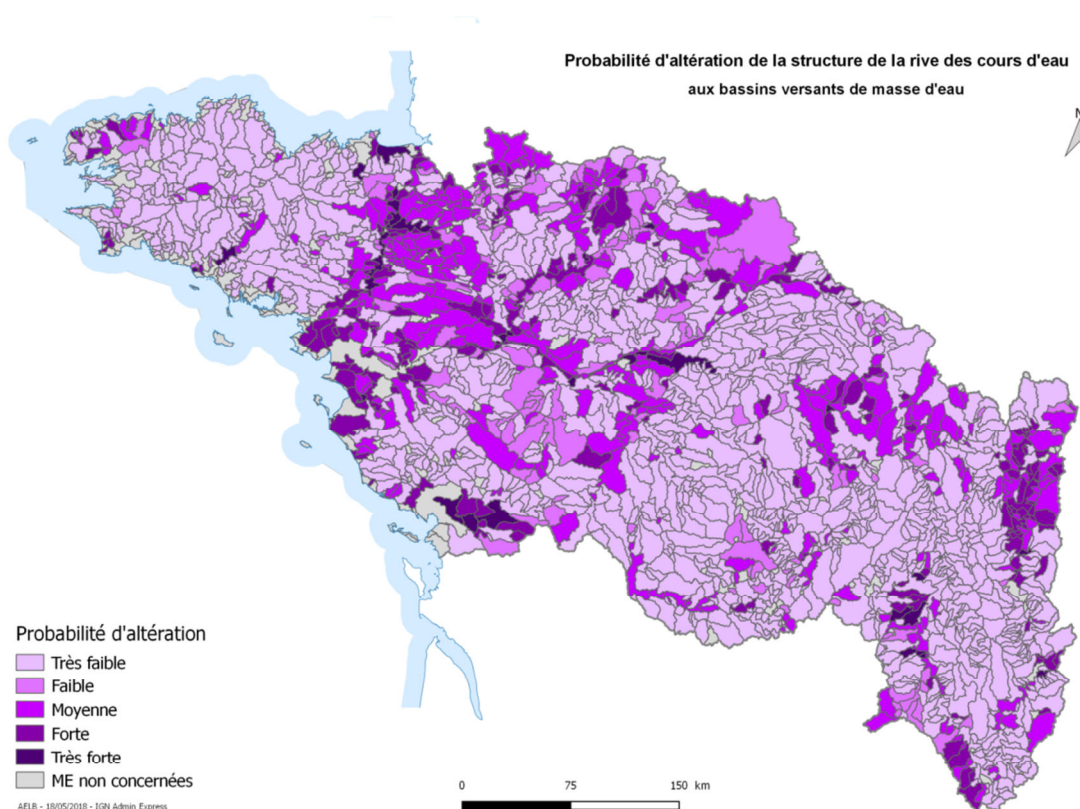 Probabilité d'altération de la structure de la rive des cours d'eau
aux bassins versants de masse d'eau
N
Probabilité d'altération
Très faible
Faible
Moyenne
Forte
Très forte
ME non concernées
0 75 150 km
AELB - 18/05/2018 - IGN Admin Express